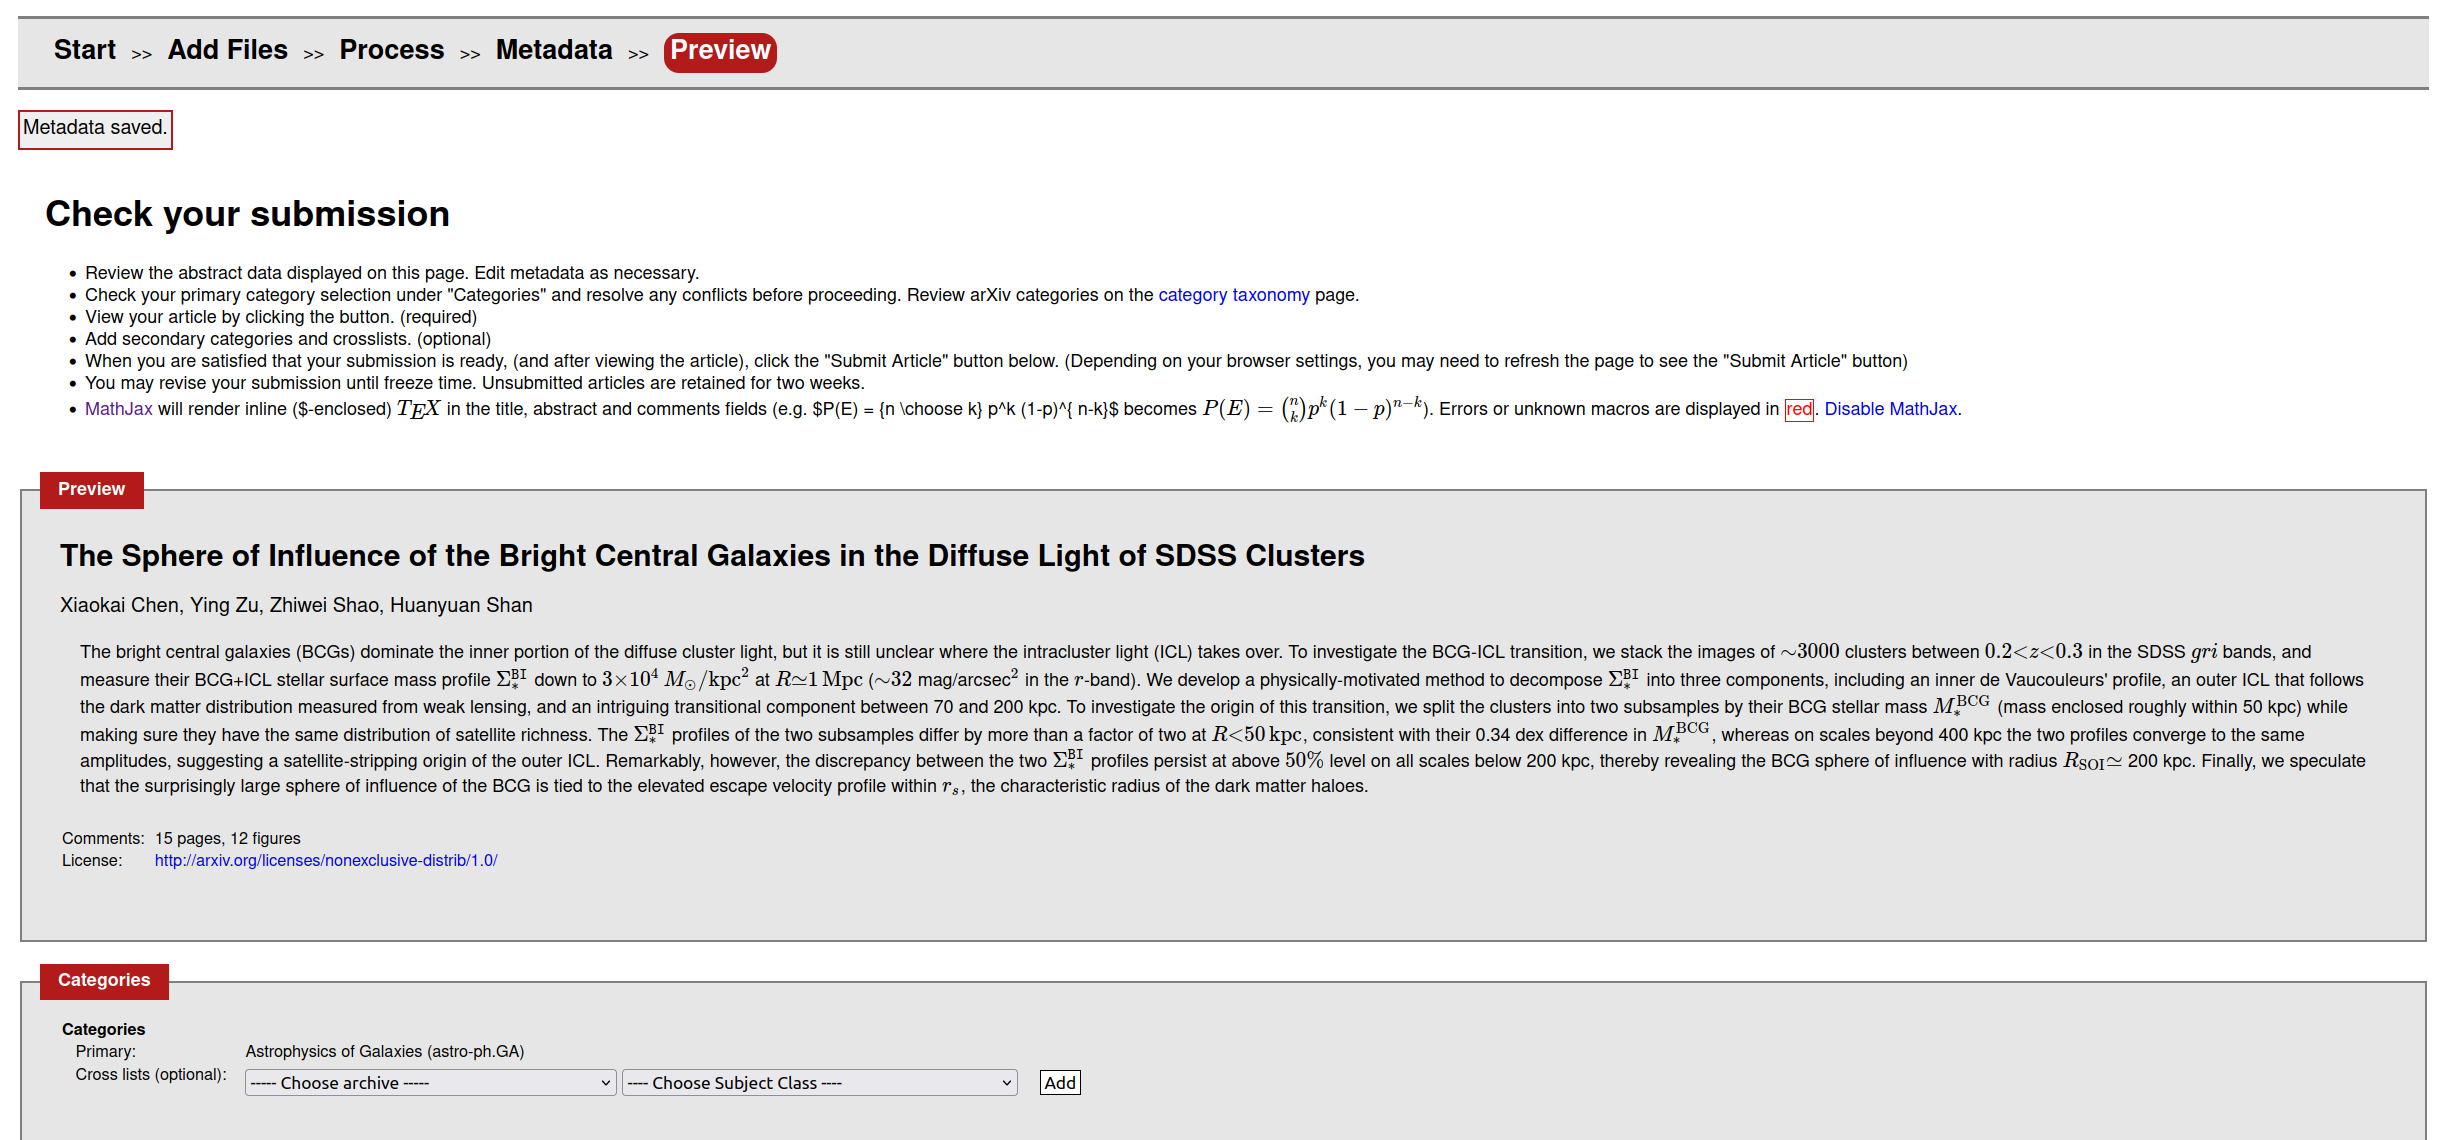 Start >> Add Files >> Process >> Metadata >> Preview
Metadata saved.
Check your submission
• Review the abstract data displayed on this page. Edit metadata as necessary.
• Check your primary category selection under "Categories" and resolve any conflicts before proceeding. Review arXiv categories on the category taxonomy page.
• View your article by clicking the button. (required)
• Add secondary categories and crosslists. (optional)
• When you are satisfied that your submission is ready, (and after viewing the article), click the "Submit Article" button below. (Depending on your browser settings, you may need to refresh the page to see the "Submit Article" button)
• You may revise your submission until freeze time. Unsubmitted articles are retained for two weeks.
• MathJax will render inline ($-enclosed) TEX in the title, abstract and comments fields (e.g. $P(E) = {n \choose k} p^k (1-p)^{ n-k}$ becomes $P(E) = \binom{n}{k} p^k (1-p)^{n-k}$). Errors or unknown macros are displayed in red. Disable MathJax.
Preview
The Sphere of Influence of the Bright Central Galaxies in the Diffuse Light of SDSS Clusters
Xiaokai Chen, Ying Zu, Zhiwei Shao, Huanyuan Shan
The bright central galaxies (BCGs) dominate the inner portion of the diffuse cluster light, but it is still unclear where the intracluster light (ICL) takes over. To investigate the BCG-ICL transition, we stack the images of ∼3000 clusters between 0.2<z<0.3 in the SDSS gri bands, and
measure their BCG+ICL stellar surface mass profile $\Sigma_*^{\rm BI}$ down to $3{\times}10^4\,M_\odot/{\rm kpc}^2$ at R≃1 Mpc (∼32 mag/arcsec² in the r-band). We develop a physically-motivated method to decompose $\Sigma_*^{\rm BI}$ into three components, including an inner de Vaucouleurs' profile, an outer ICL that follows
the dark matter distribution measured from weak lensing, and an intriguing transitional component between 70 and 200 kpc. To investigate the origin of this transition, we split the clusters into two subsamples by their BCG stellar mass $M_*^{\rm BCG}$ (mass enclosed roughly within 50 kpc) while
making sure they have the same distribution of satellite richness. The $\Sigma_*^{\rm BI}$ profiles of the two subsamples differ by more than a factor of two at R<50 kpc, consistent with their 0.34 dex difference in $M_*^{\rm BCG}$, whereas on scales beyond 400 kpc the two profiles converge to the same
amplitudes, suggesting a satellite-stripping origin of the outer ICL. Remarkably, however, the discrepancy between the two $\Sigma_*^{\rm BI}$ profiles persist at above 50% level on all scales below 200 kpc, thereby revealing the BCG sphere of influence with radius $R_{\rm SOI}$≃ 200 kpc. Finally, we speculate
that the surprisingly large sphere of influence of the BCG is tied to the elevated escape velocity profile within $r_s$, the characteristic radius of the dark matter haloes.
Comments: 15 pages, 12 figures
License: http://arxiv.org/licenses/nonexclusive-distrib/1.0/
Categories
Categories
Primary: Astrophysics of Galaxies (astro-ph.GA)
Cross lists (optional): ----- Choose archive ----- ---- Choose Subject Class ---- Add